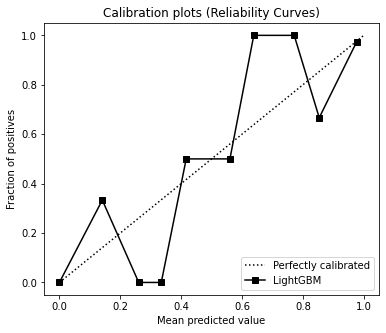 Calibration plots (Reliability Curves)
1.0
0.8
0.6
0.4
0.2
0.0
Fraction of positives
Perfectly calibrated
LightGBM
0.0 0.2 0.4 0.6 0.8 1.0
Mean predicted value